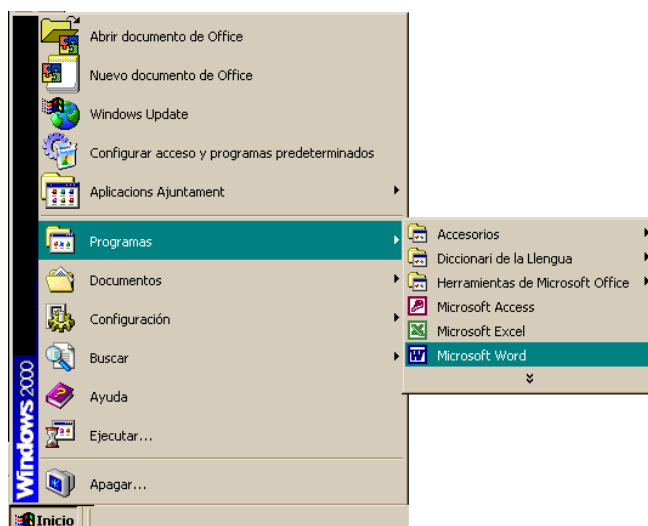 Abrir documento de Office
Nuevo documento de Office
Windows Update
Configurar acceso y programas predeterminados
Aplicacions Ajuntament
Programas
Documentos
Configuración
Buscar
Ayuda
Ejecutar...
Apagar...
Windows 2000
Inicio
Accesorios
Diccionari de la Llengua
Herramientas de Microsoft Office
Microsoft Access
Microsoft Excel
Microsoft Word